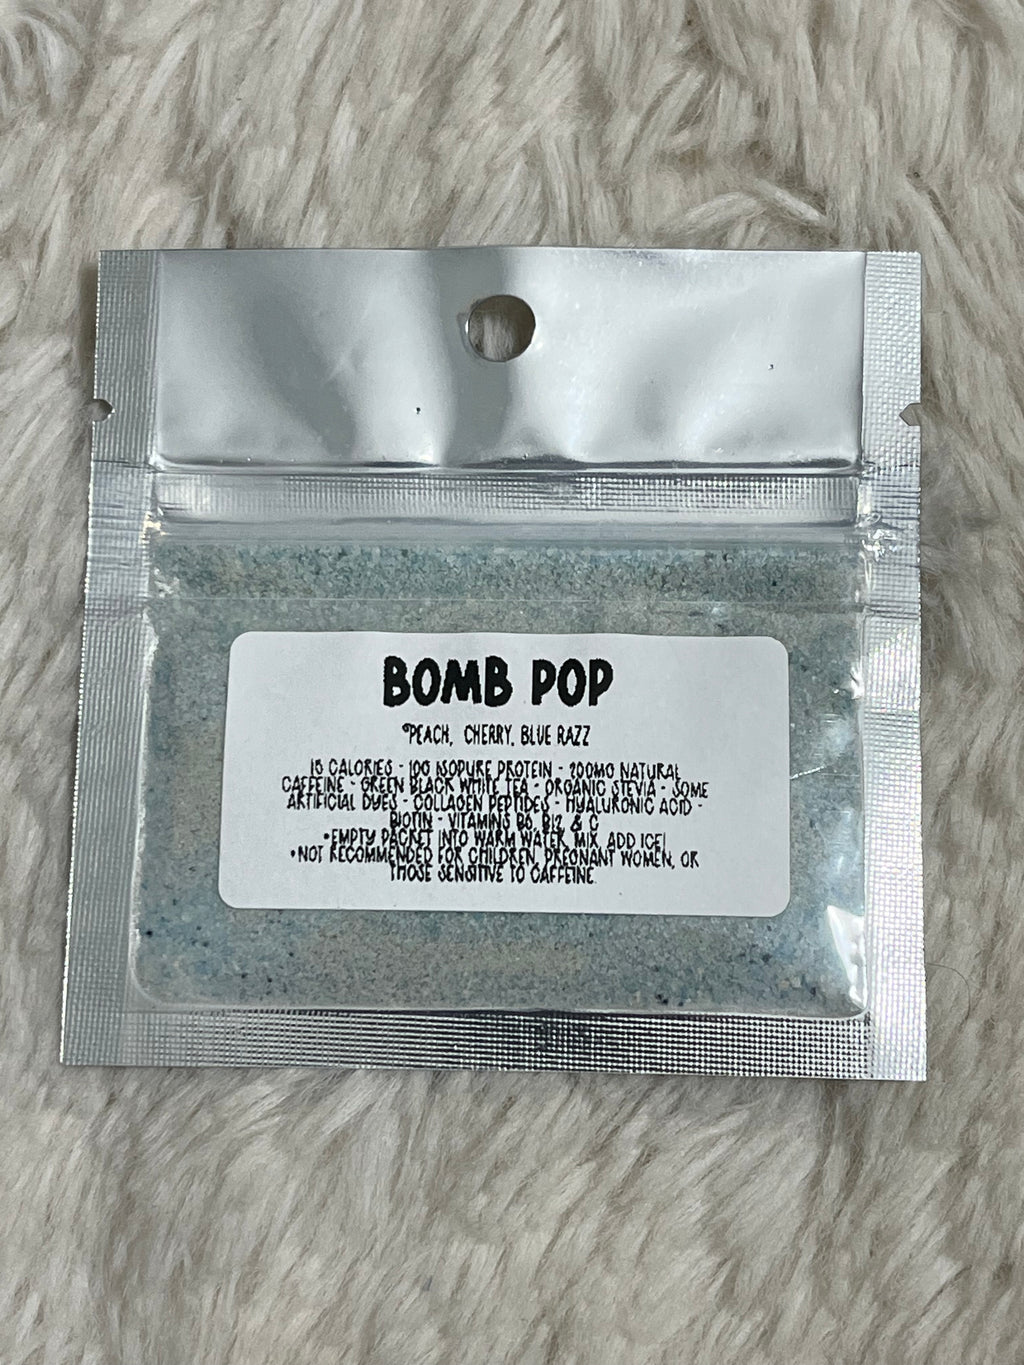 BOMB POP
*PEACH, CHERRY, BLUE RAZZ
15 CALORIES - 10G ISOPURE PROTEIN - 200MG NATURAL
CAFFEINE - GREEN BLACK WHITE TEA - ORGANIC STEVIA - SOME
ARTIFICIAL DYES - COLLAGEN PEPTIDES - HYALURONIC ACID -
BIOTIN - VITAMINS B6, B12, & C
•EMPTY PACKET INTO WARM WATER, MIX, ADD ICE!
•NOT RECOMMENDED FOR CHILDREN, PREGNANT WOMEN, OR
THOSE SENSITIVE TO CAFFEINE.